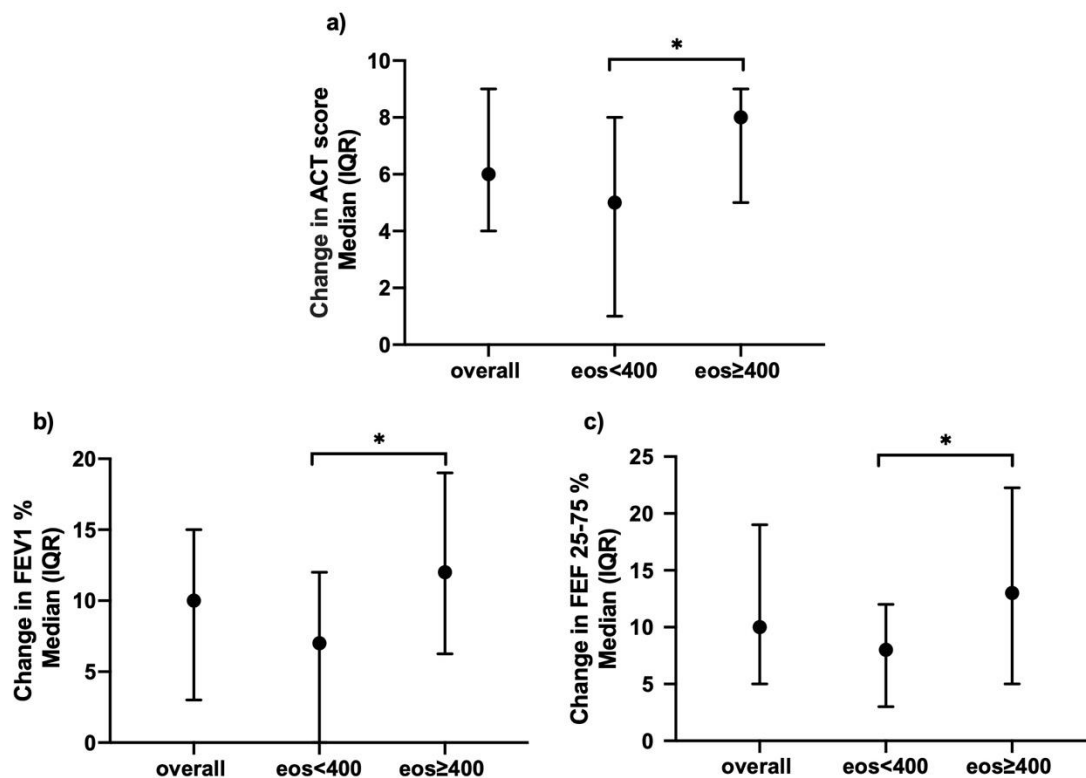 a)
*
Change in ACT score
Median (IQR)
10
8
6
4
2
0
overall eos<400 eos≥400
b)
*
Change in FEV1 %
Median (IQR)
20
15
10
5
0
overall eos<400 eos≥400
c)
*
Change in FEF 25-75 %
Median (IQR)
25
20
15
10
5
0
overall eos<400 eos≥400